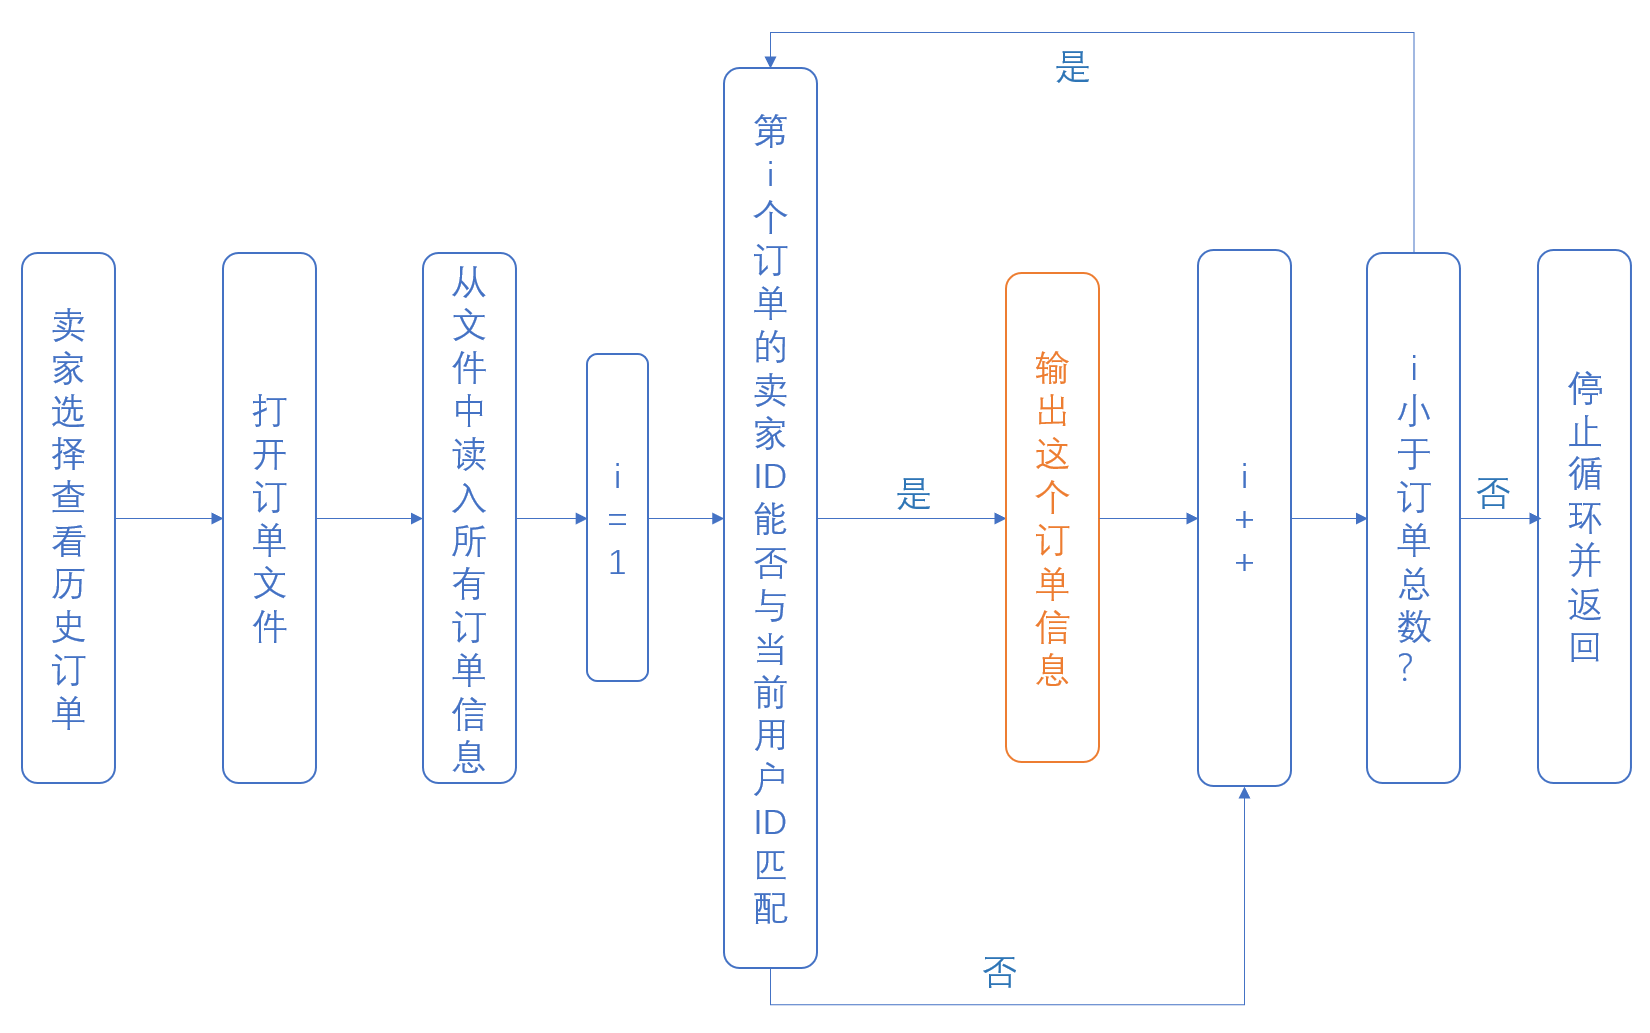 卖家选择查看历史订单
打开订单文件
从文件中读入所有订单信息
i=1
第i个订单的卖家ID能否与当前用户ID匹配
是
输出这个订单信息
否
i++
i小于订单总数?
是
否
停止循环并返回